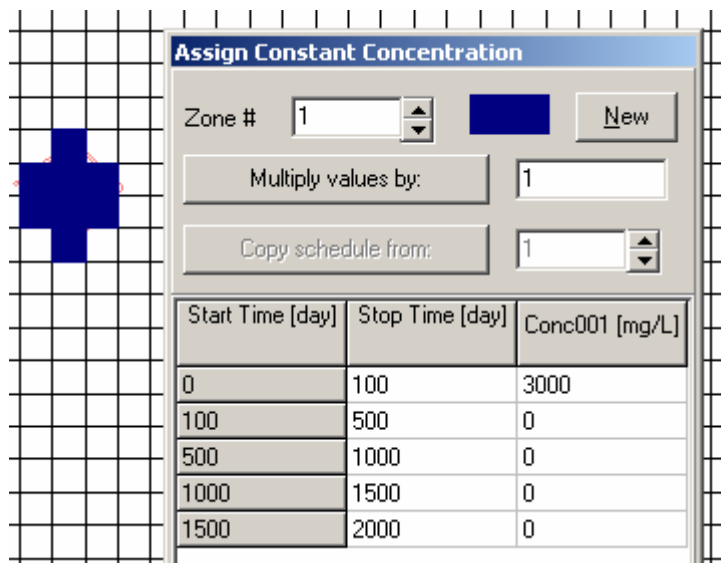 Assign Constant Concentration
Zone # 1 New
Multiply values by: 1
Copy schedule from: 1
Start Time [day] Stop Time [day] Conc001 [mg/L]
0 100 3000
100 500 0
500 1000 0
1000 1500 0
1500 2000 0